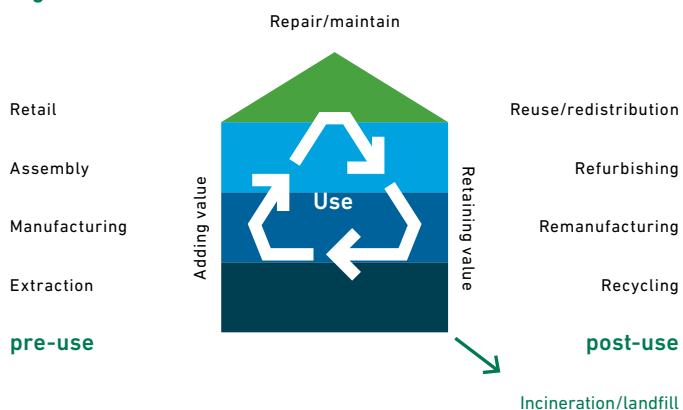 Repair/maintain
Retail
Reuse/redistribution
Assembly
Refurbishing
Adding value
Use
Retaining value
Manufacturing
Remanufacturing
Extraction
Recycling
pre-use
post-use
Incineration/landfill